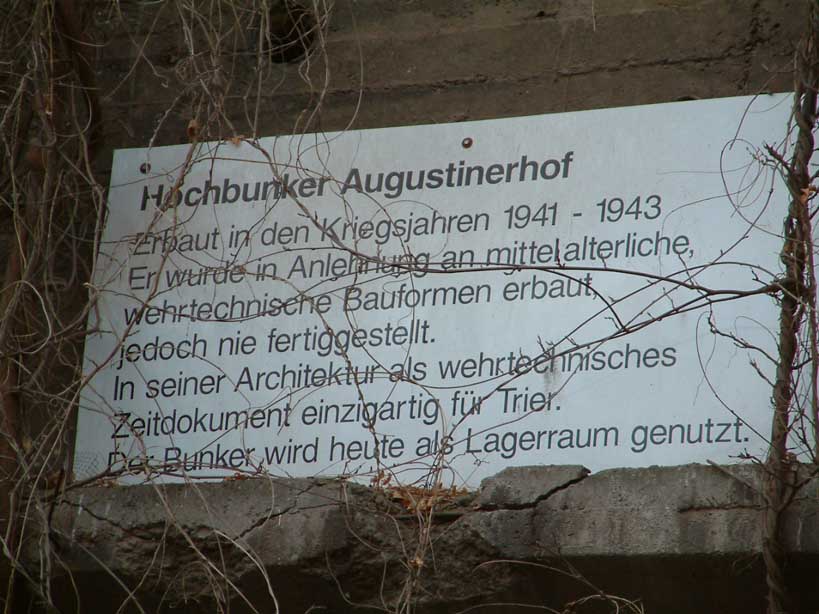 Hochbunker Augustinerhof
Erbaut in den Kriegsjahren 1941 - 1943
Er wurde in Anlehnung an mittelalterliche,
wehrtechnische Bauformen erbaut,
jedoch nie fertiggestellt.
In seiner Architektur als wehrtechnisches
Zeitdokument einzigartig für Trier.
Der Bunker wird heute als Lagerraum genutzt.